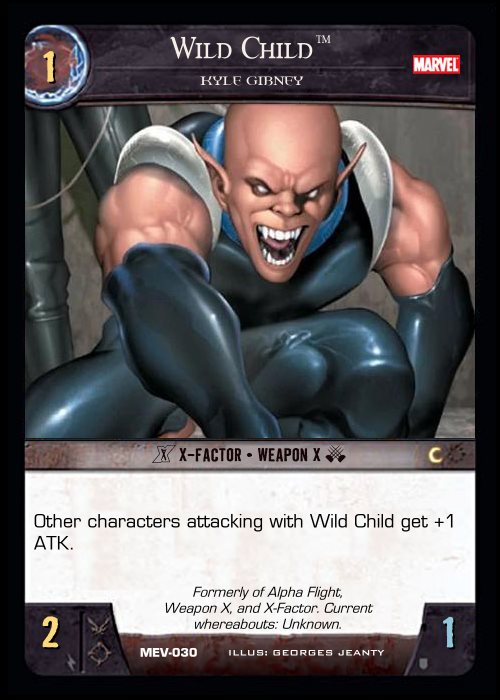 1
Wild Child™
Kyle Gibney
MARVEL
X-FACTOR • WEAPON X
C
Other characters attacking with Wild Child get +1
ATK.
Formerly of Alpha Flight,
Weapon X, and X-Factor. Current
whereabouts: Unknown.
2
MEV-030 ILLUS: GEORGES JEANTY
1